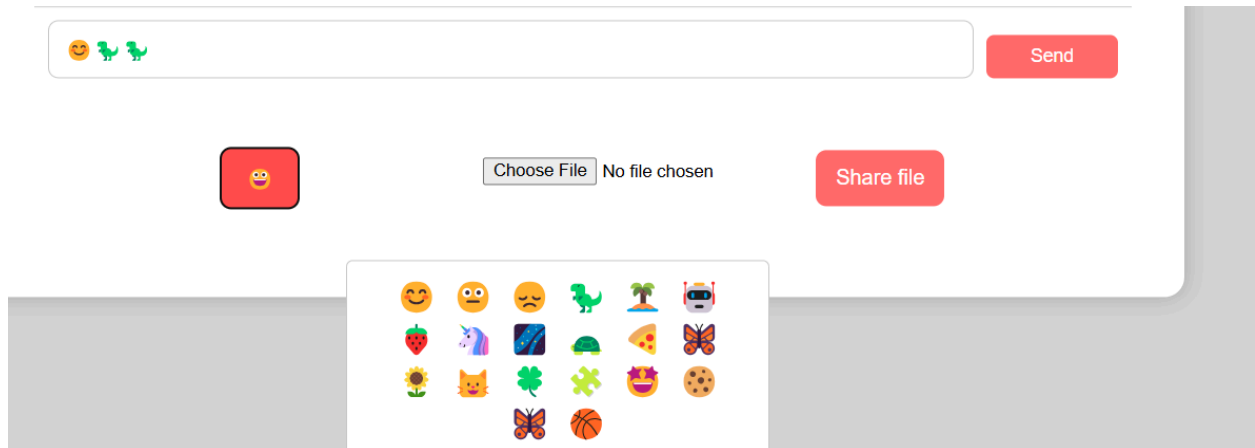 😊🦖🦖
Send
😀
Choose File No file chosen
Share file
😊😐😞🦖🏝️🤖
🍓🦄🌌🐢🍕🦋
🌻😺🍀🧩🤩🍪
🦋🏀